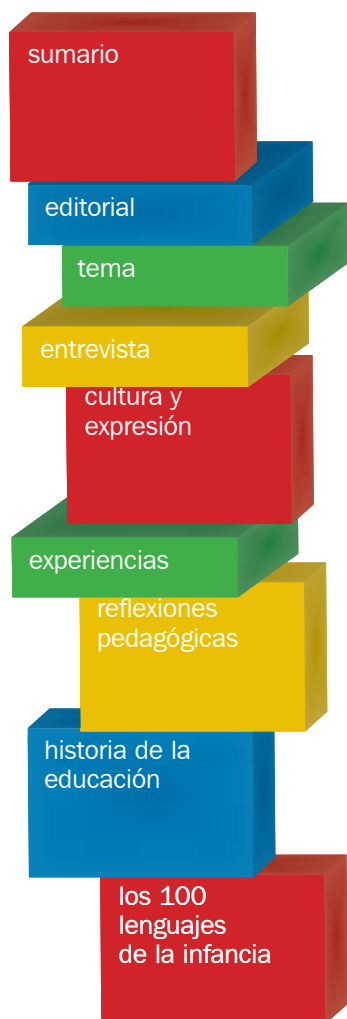 sumario
editorial
tema
entrevista
cultura y
expresión
experiencias
reflexiones
pedagógicas
historia de la
educación
los 100
lenguajes
de la infancia